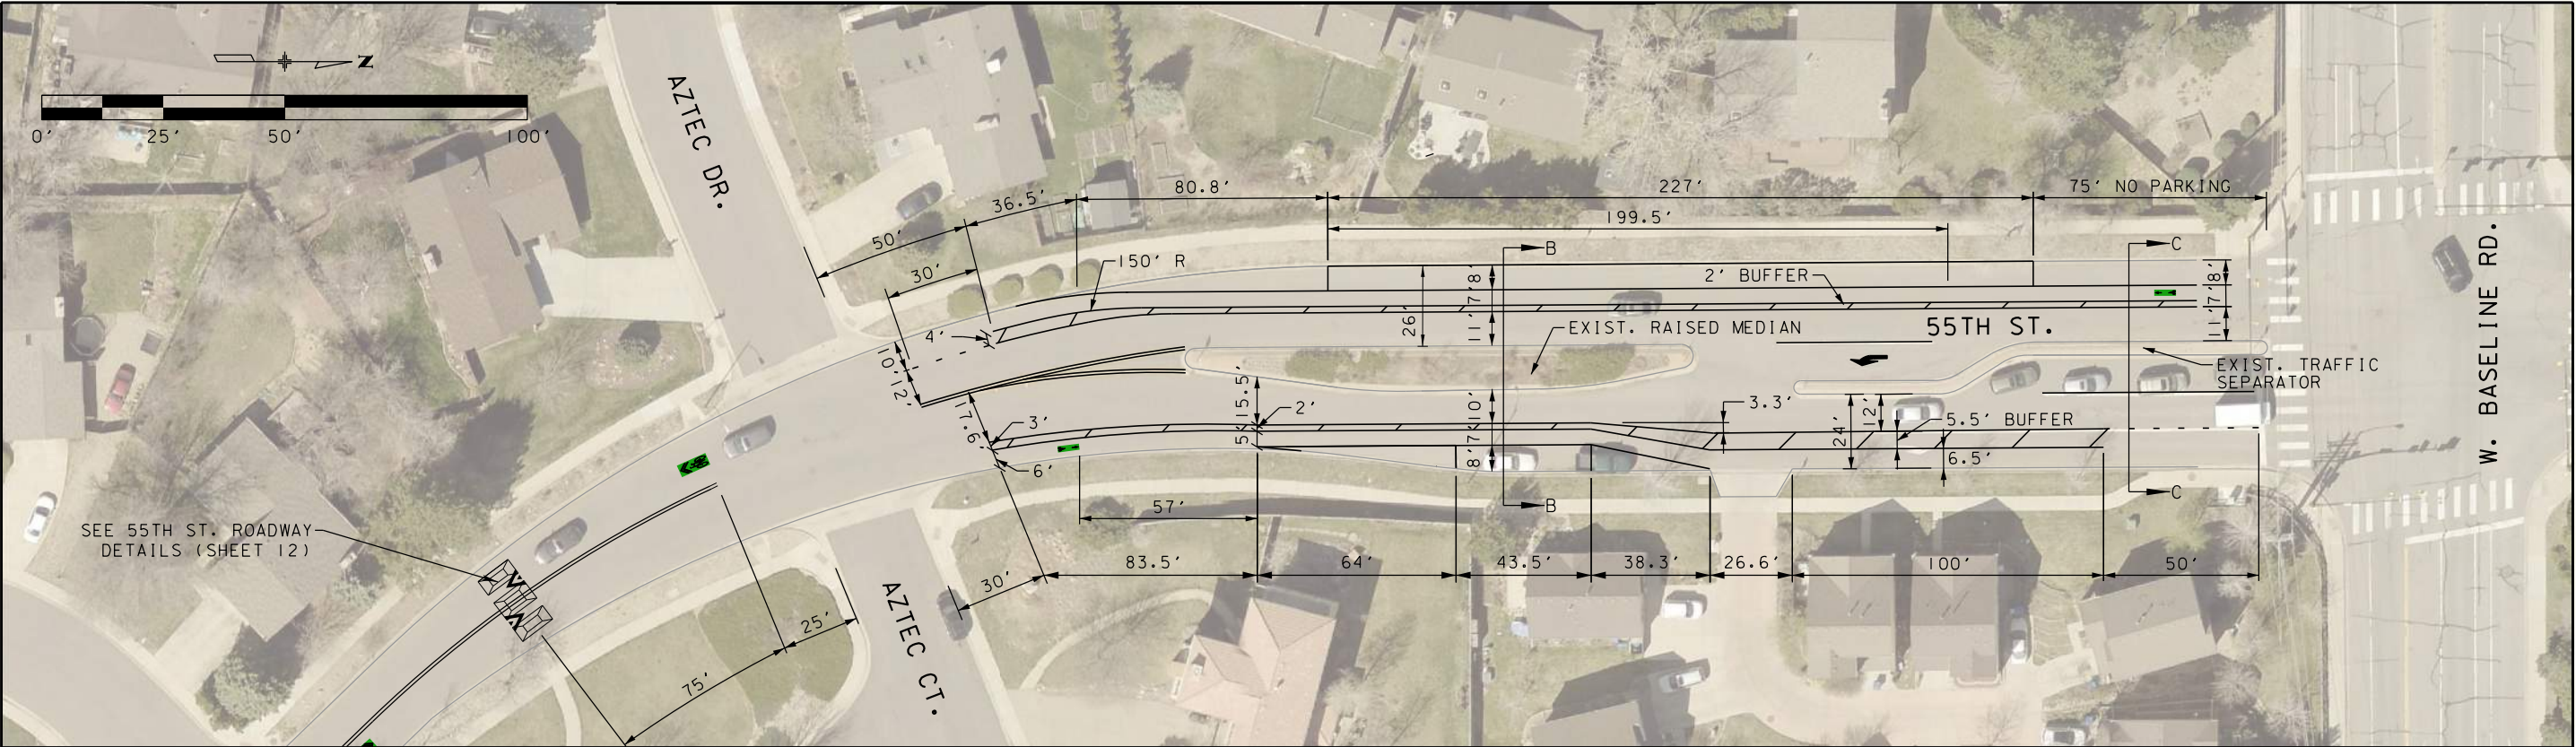 N
0' 25' 50' 100'
AZTEC DR.
50'
36.5'
80.8'
227'
75' NO PARKING
199.5'
30'
150' R
B
C
2' BUFFER
8'
7'
11'
26'
8'
7'
11'
4'
10'
12'
EXIST. RAISED MEDIAN
55TH ST.
EXIST. TRAFFIC
SEPARATOR
W. BASELINE RD.
17.6'
3'
6'
15.5'
2'
5'
10'
7'
8'
3.3'
24'
12'
5.5' BUFFER
6.5'
B
C
57'
SEE 55TH ST. ROADWAY
DETAILS (SHEET 12)
30'
83.5'
64'
43.5'
38.3'
26.6'
100'
50'
AZTEC CT.
25'
75'